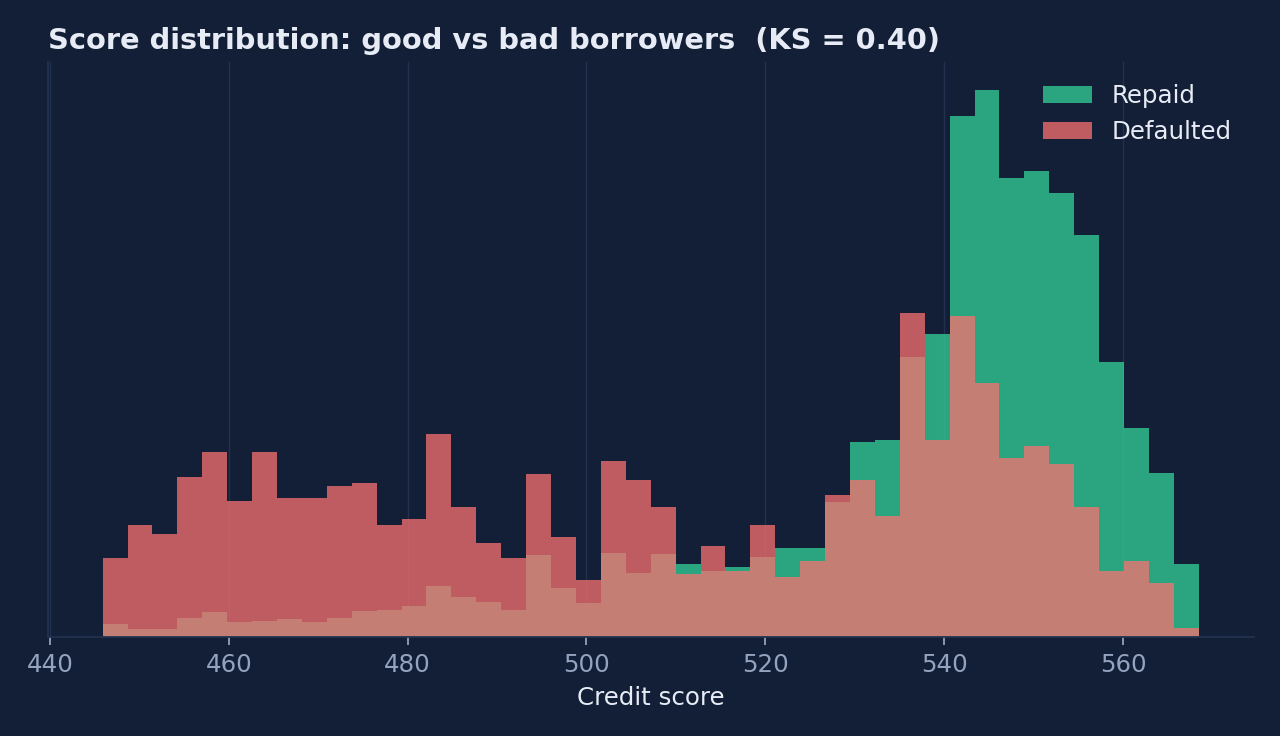 Score distribution: good vs bad borrowers (KS = 0.40)
Repaid
Defaulted
440 460 480 500 520 540 560
Credit score